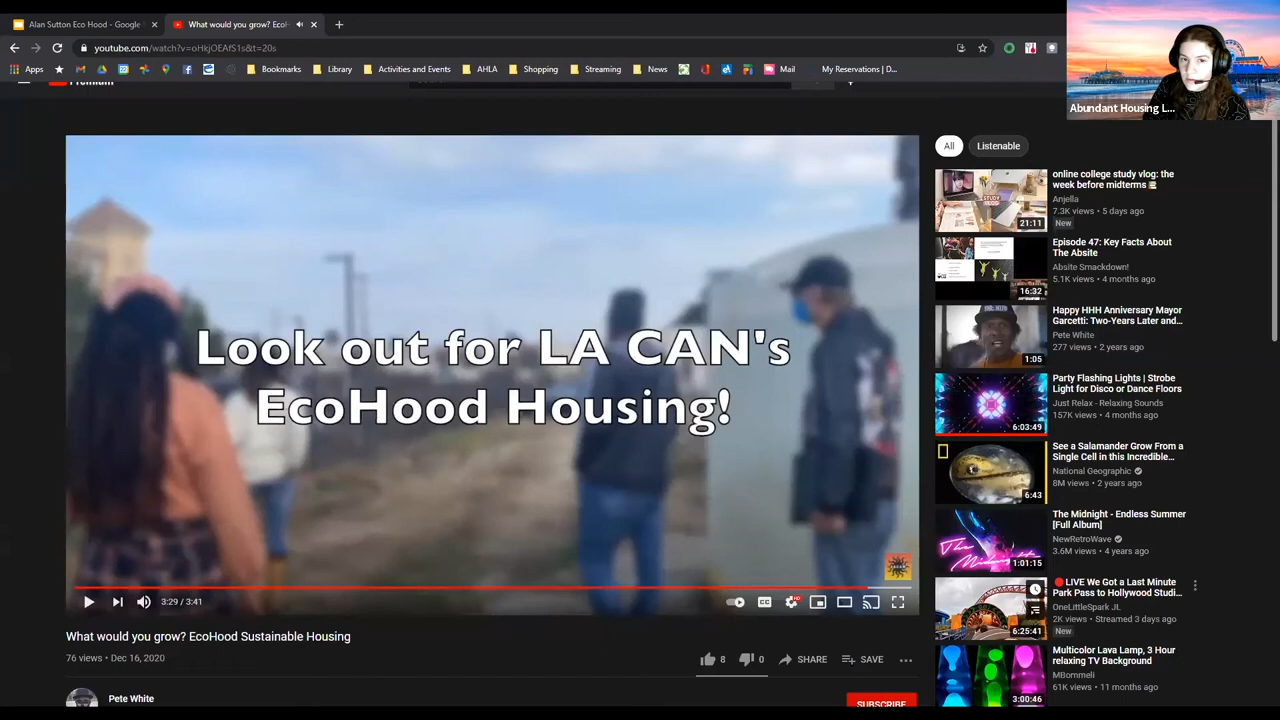 Alan Sutton Eco Hood - Google
What would you grow? EcoH
youtube.com/watch?v=oHkjOEAfS1s&t=20s
Apps
Bookmarks
Library
Activities and Events
AHLA
Shopping
Streaming
News
Mail
My Reservations | D...
Abundant Housing L...
Premium
Look out for LA CAN's
EcoHood Housing!
3:29 / 3:41
CC
HD
What would you grow? EcoHood Sustainable Housing
76 views • Dec 16, 2020
8
0
SHARE
SAVE
Pete White
SUBSCRIBE
All
Listenable
online college study vlog: the
week before midterms
Anjella
7.3K views • 5 days ago
New
21:11
Episode 47: Key Facts About
The Absite
Absite Smackdown!
5.1K views • 4 months ago
16:32
Happy HHH Anniversary Mayor
Garcetti: Two-Years Later and...
Pete White
277 views • 2 years ago
1:05
Party Flashing Lights | Strobe
Light for Disco or Dance Floors
Just Relax - Relaxing Sounds
157K views • 4 months ago
6:03:49
See a Salamander Grow From a
Single Cell in this Incredible...
National Geographic
8M views • 2 years ago
6:43
The Midnight - Endless Summer
[Full Album]
NewRetroWave
3.6M views • 4 years ago
The Midnight
1:01:15
LIVE We Got a Last Minute
Park Pass to Hollywood Studi...
OneLittleSpark JL
2K views • Streamed 3 days ago
New
6:25:41
Multicolor Lava Lamp, 3 Hour
relaxing TV Background
MBommeli
61K views • 11 months ago
3:00:46